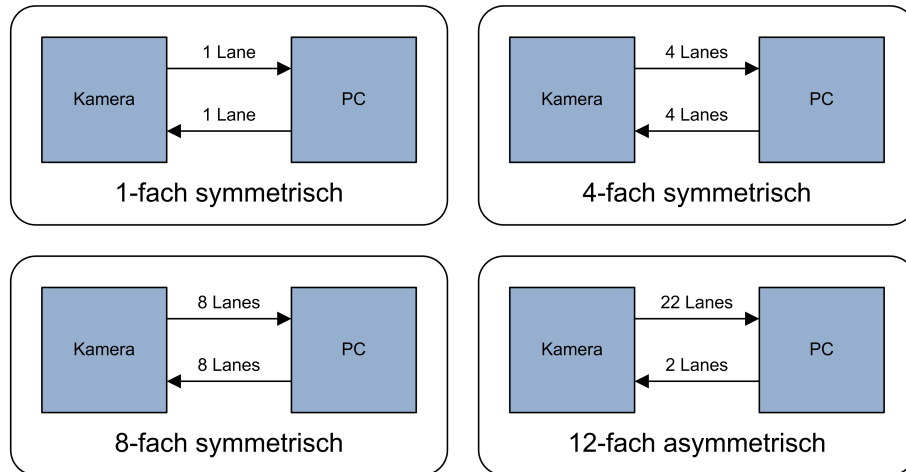 1 Lane
Kamera
PC
1 Lane
1-fach symmetrisch
4 Lanes
Kamera
PC
4 Lanes
4-fach symmetrisch
8 Lanes
Kamera
PC
8 Lanes
8-fach symmetrisch
22 Lanes
Kamera
PC
2 Lanes
12-fach asymmetrisch